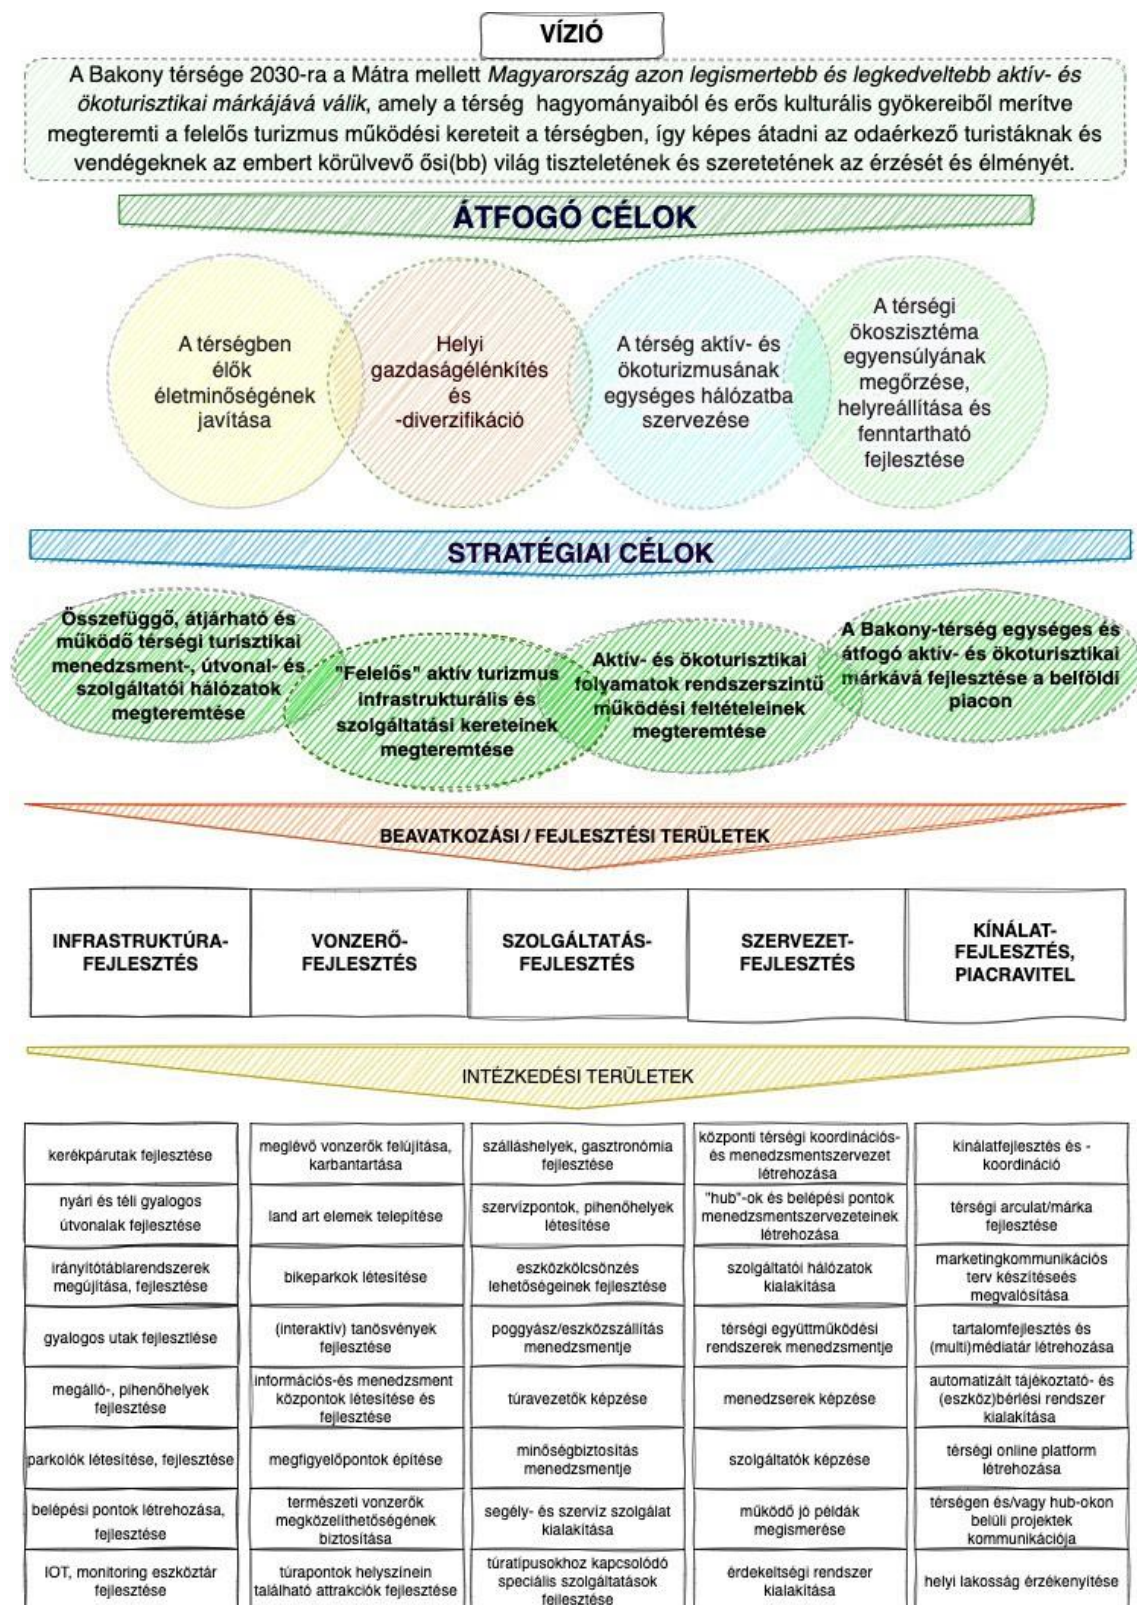 VÍZIÓ
A Bakony térsége 2030-ra a Mátra mellett Magyarország azon legismertebb és legkedveltebb aktív- és
ökoturisztikai márkájává válik, amely a térség hagyományaiból és erős kulturális gyökereiből merítve
megteremti a felelős turizmus működési kereteit a térségben, így képes átadni az odaérkező turistáknak és
vendégeknek az embert körülvevő ősi(bb) világ tiszteletének és szeretetének az érzését és élményét.
ÁTFOGÓ CÉLOK
A térségben
élők
életminőségének
javítása
Helyi
gazdaságélénkítés
és
-diverzifikáció
A térség aktív- és
ökoturizmusának
egységes hálózatba
szervezése
A térségi
ökoszisztéma
egyensúlyának
megőrzése,
helyreállítása és
fenntartható
fejlesztése
STRATÉGIAI CÉLOK
Összefüggő, átjárható és
működő térségi turisztikai
menedzsment-, útvonal- és
szolgáltatói hálózatok
megteremtése
"Felelős" aktív turizmus
infrastrukturális és
szolgáltatási kereteinek
megteremtése
Aktív- és ökoturisztikai
folyamatok rendszerszintű
működési feltételeinek
megteremtése
A Bakony-térség egységes és
átfogó aktív- és ökoturisztikai
márkává fejlesztése a belföldi
piacon
BEAVATKOZÁSI / FEJLESZTÉSI TERÜLETEK
INFRASTRUKTÚRA-
FEJLESZTÉS
VONZERŐ-
FEJLESZTÉS
SZOLGÁLTATÁS-
FEJLESZTÉS
SZERVEZET-
FEJLESZTÉS
KÍNÁLAT-
FEJLESZTÉS,
PIACRAVITEL
INTÉZKEDÉSI TERÜLETEK
kerékpárutak fejlesztése
meglévő vonzerők felújítása,
karbantartása
szálláshelyek, gasztronómia
fejlesztése
központi térségi koordinációs-
és menedzsmentszervezet
létrehozása
kínálatfejlesztés és -
koordináció
nyári és téli gyalogos
útvonalak fejlesztése
land art elemek telepítése
szervízpontok, pihenőhelyek
létesítése
"hub"-ok és belépési pontok
menedzsmentszervezeteinek
létrehozása
térségi arculat/márka
fejlesztése
irányítótáblarendszerek
megújítása, fejlesztése
bikeparkok létesítése
eszközkölcsönzés
lehetőségeinek fejlesztése
szolgáltatói hálózatok
kialakítása
marketingkommunikációs
terv készítéseés
megvalósítása
gyalogos utak fejlesztlése
(interaktív) tanösvények
fejlesztése
poggyász/eszközszállítás
menedzsmentje
térségi együttműködési
rendszerek menedzsmentje
tartalomfejlesztés és
(multi)médiatár létrehozása
megálló-, pihenőhelyek
fejlesztése
információs-és menedzsment
központok létesítése és
fejlesztése
túravezetők képzése
menedzserek képzése
automatizált tájékoztató- és
(eszköz)bérlési rendszer
kialakítása
parkolók létesítése, fejlesztése
megfigyelőpontok építése
minőségbiztosítás
menedzsmentje
szolgáltatók képzése
térségi online platform
létrehozása
belépési pontok létrehozása,
fejlesztése
természeti vonzerők
megközelíthetőségének
biztosítása
segély- és szervíz szolgálat
kialakítása
működő jó példák
megismerése
térségen és/vagy hub-okon
belüli projektek
kommunikációja
IOT, monitoring eszköztár
fejlesztése
túrapontok helyszínein
található attrakciók fejlesztése
túratípusokhoz kapcsolódó
speciális szolgáltatások
fejlesztése
érdekeltségi rendszer
kialakítása
helyi lakosság érzékenyítése